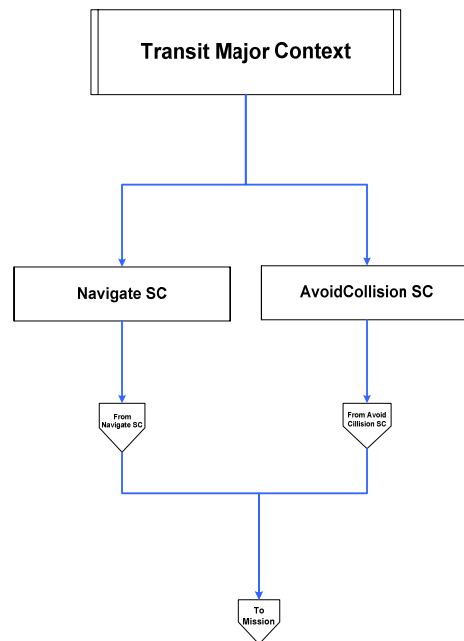 Transit Major Context
Navigate SC
AvoidCollision SC
From
Navigate SC
From Avoid
Cillision SC
To
Mission